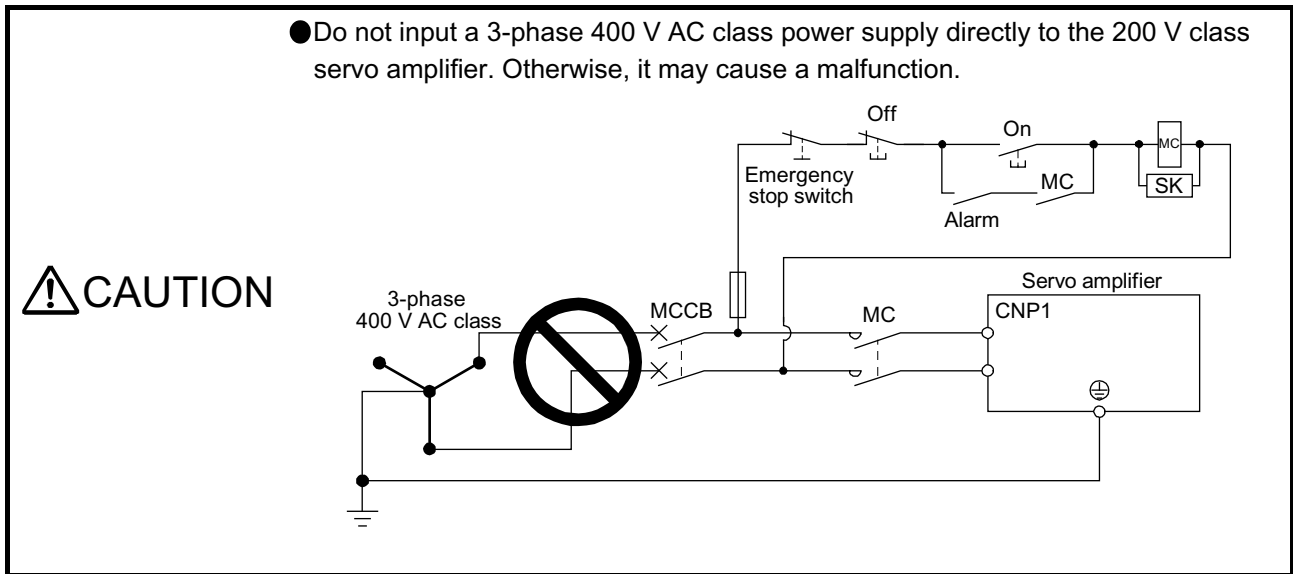 ●Do not input a 3-phase 400 V AC class power supply directly to the 200 V class
servo amplifier. Otherwise, it may cause a malfunction.
CAUTION
Off
On
MC
Emergency
stop switch
MC
SK
Alarm
Servo amplifier
3-phase
400 V AC class
MCCB
MC
CNP1